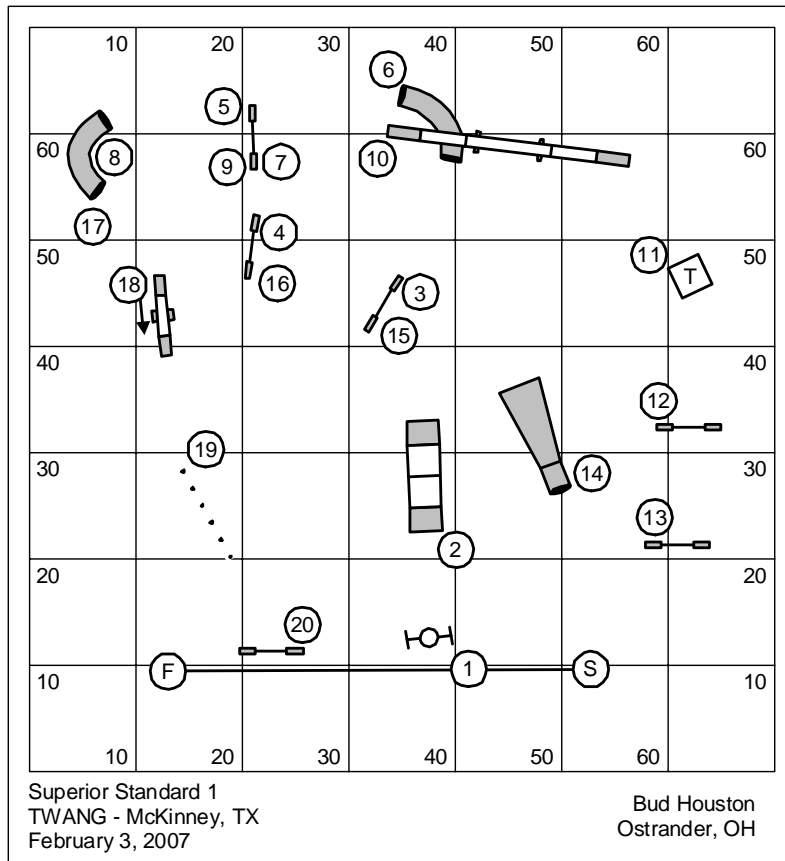 10 20 30 40 50 60
6
5
60 8 9 7 10 60
17 4 11 T
50 18 16 3 50
15
40 12 40
19 14
30 13 30
2
20 20 20
F 1 S
10 10
10 20 30 40 50 60
Superior Standard 1
TWANG - McKinney, TX
February 3, 2007
Bud Houston
Ostrander, OH